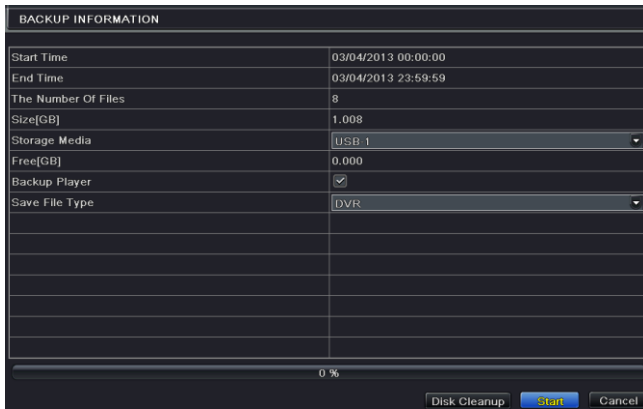 BACKUP INFORMATION
Start Time 03/04/2013 00:00:00
End Time 03/04/2013 23:59:59
The Number Of Files 8
Size[GB] 1.008
Storage Media USB 1
Free[GB] 0.000
Backup Player
Save File Type DVR
0 %
Disk Cleanup Start Cancel